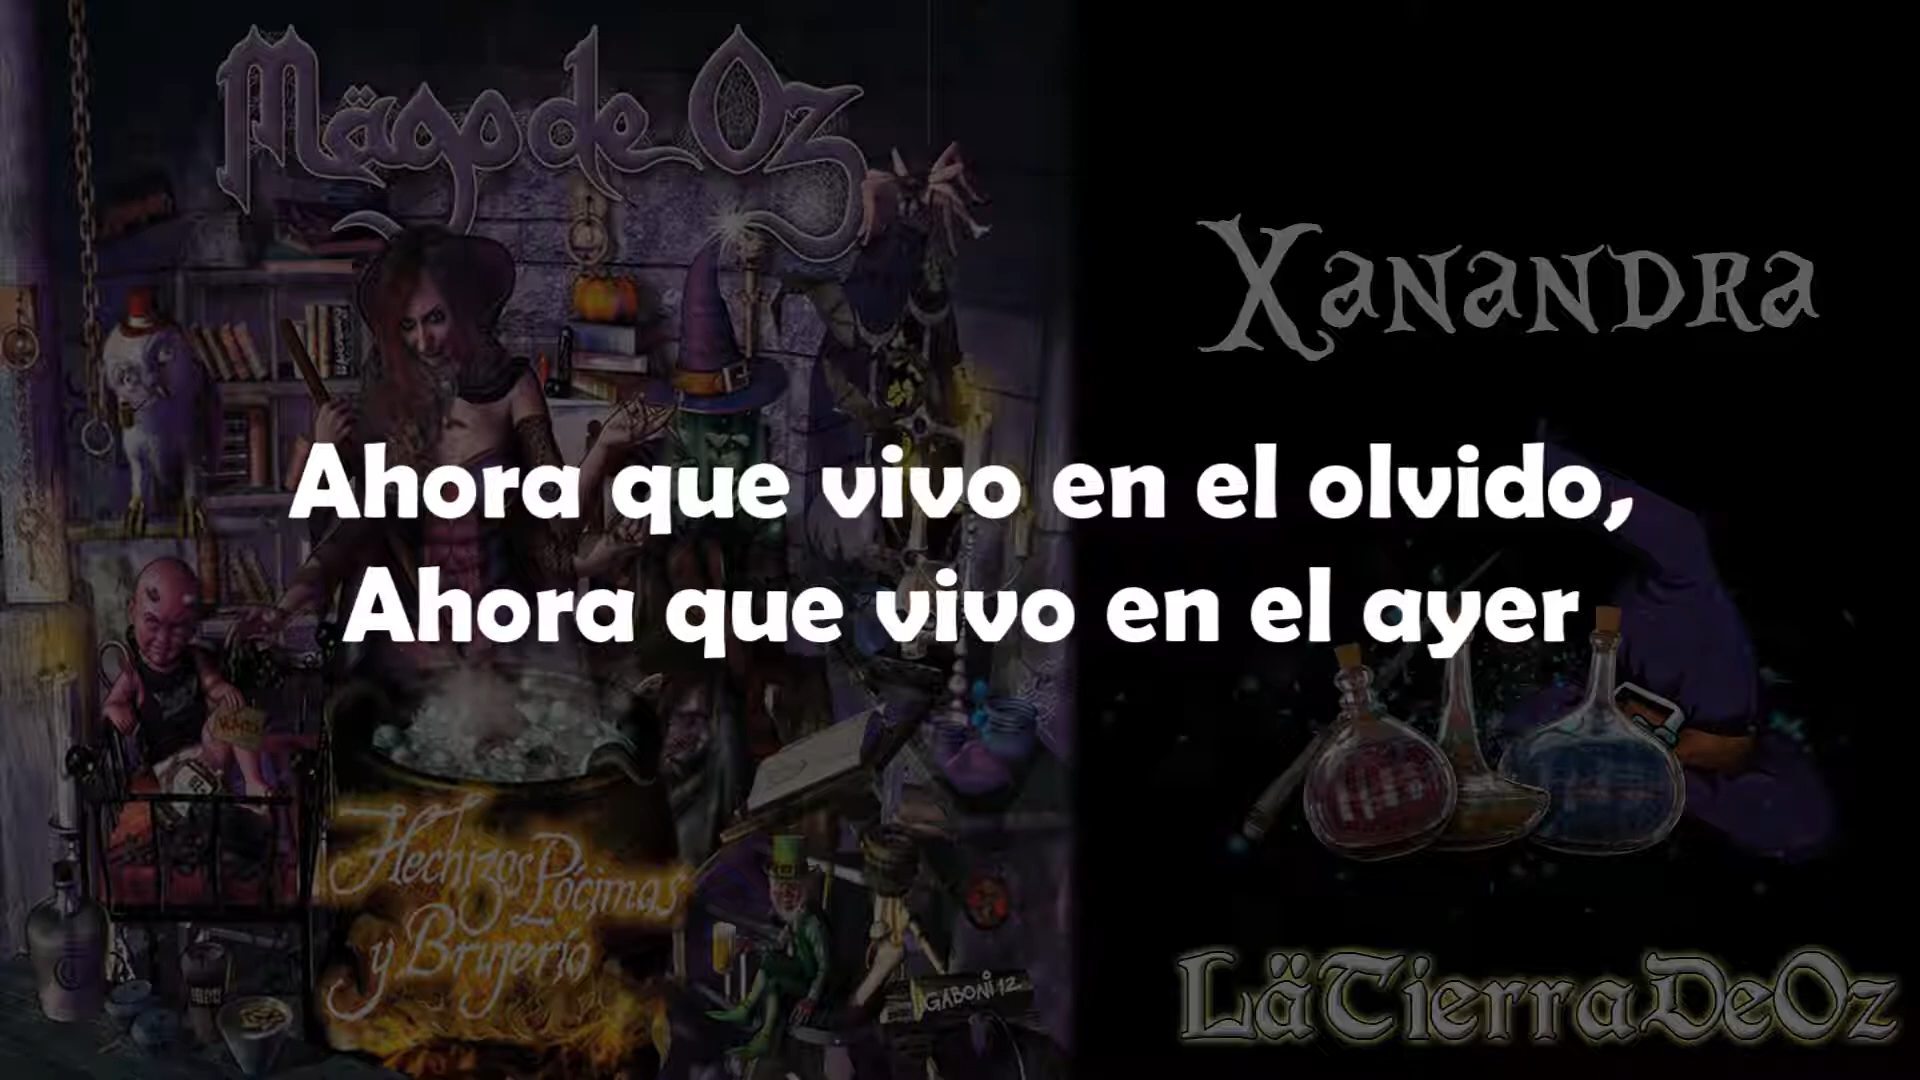 Mägo de Oz
Xanandra
Ahora que vivo en el olvido,
Ahora que vivo en el ayer
Hechizos Pócimas
y Brujería
GABONI 12
LäTierraDeOz